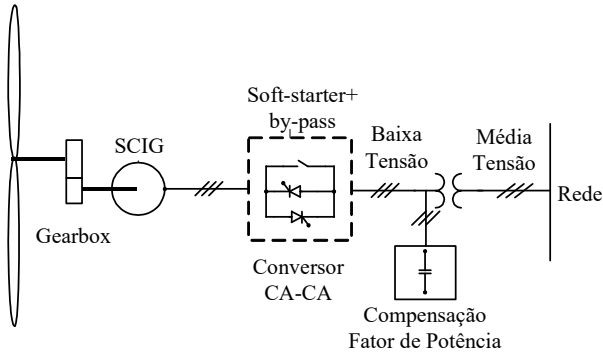 Soft-starter+
by-pass
SCIG
Baixa
Tensão
Média
Tensão
Rede
Gearbox
Conversor
CA-CA
Compensação
Fator de Potência